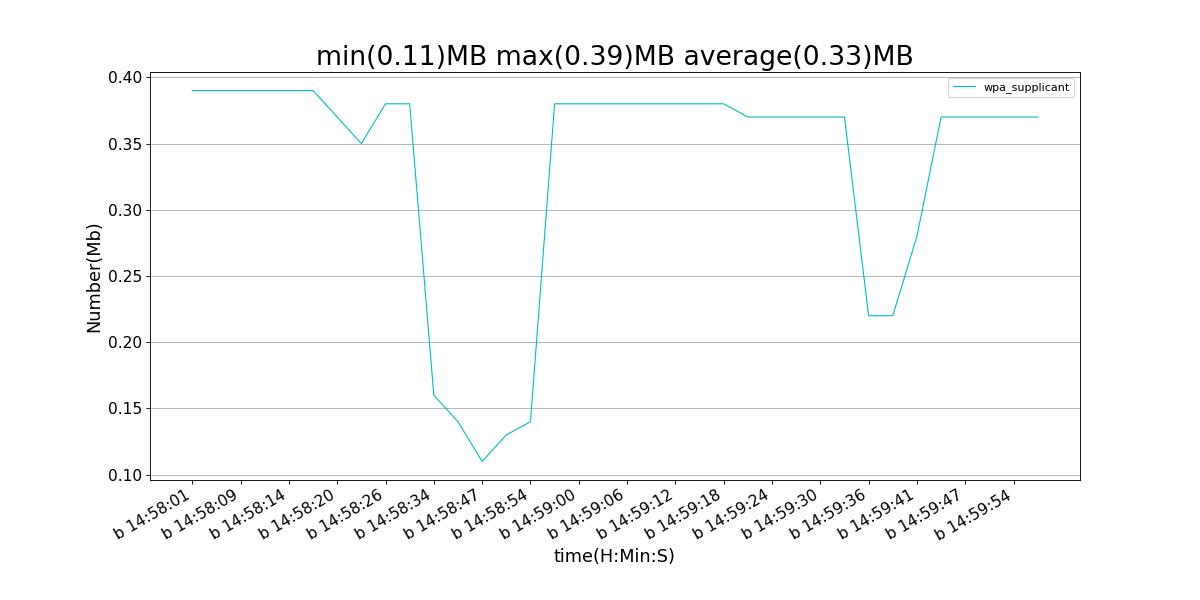 min(0.11)MB max(0.39)MB average(0.33)MB
wpa_supplicant
0.40
0.35
0.30
0.25
0.20
0.15
0.10
Number(Mb)
b 14:58:01
b 14:58:09
b 14:58:14
b 14:58:20
b 14:58:26
b 14:58:34
b 14:58:47
b 14:58:54
b 14:59:00
b 14:59:06
b 14:59:12
b 14:59:18
b 14:59:24
b 14:59:30
b 14:59:36
b 14:59:41
b 14:59:47
b 14:59:54
time(H:Min:S)